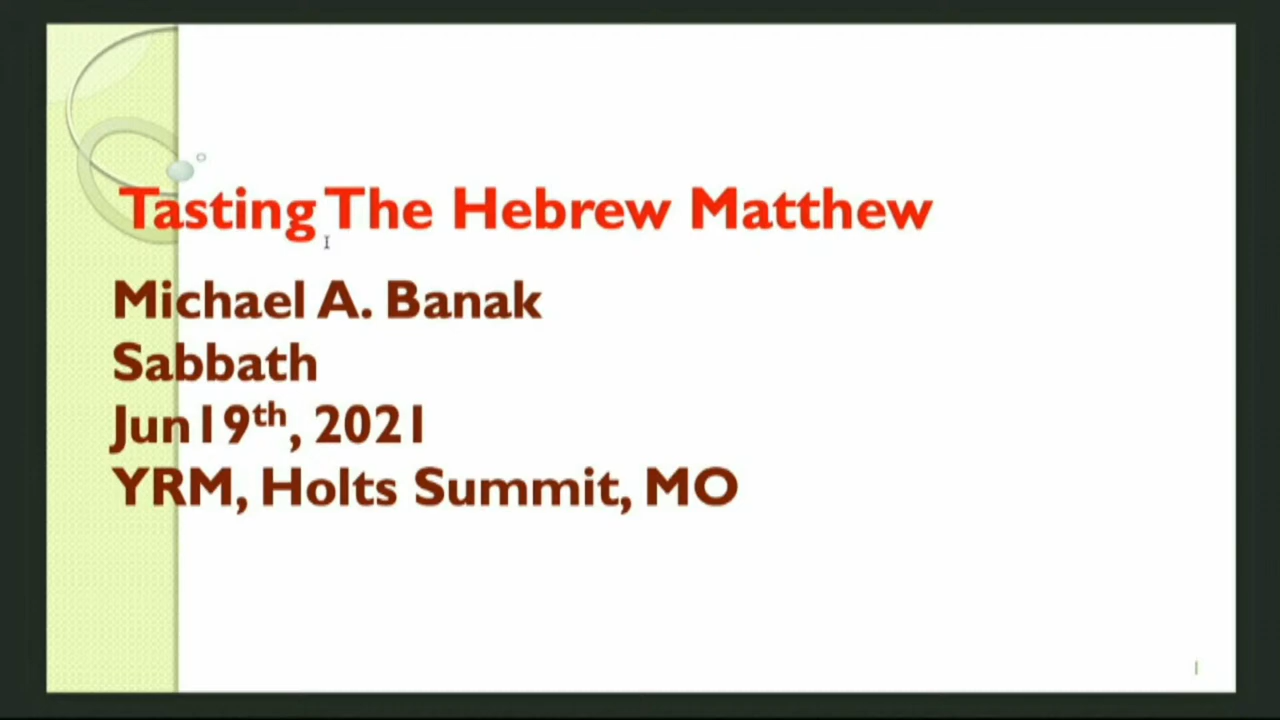 Tasting The Hebrew Matthew
Michael A. Banak
Sabbath
Jun19th, 2021
YRM, Holts Summit, MO
1